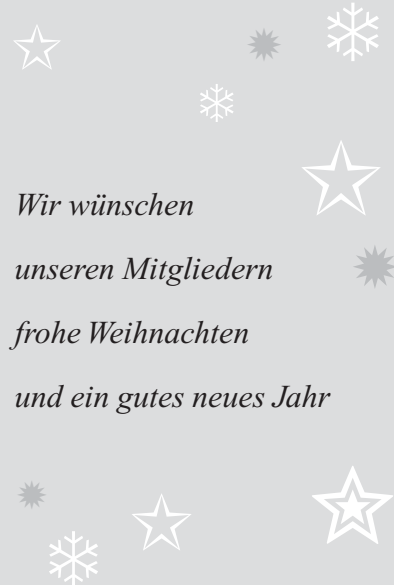 Wir wünschen
unseren Mitgliedern
frohe Weihnachten
und ein gutes neues Jahr